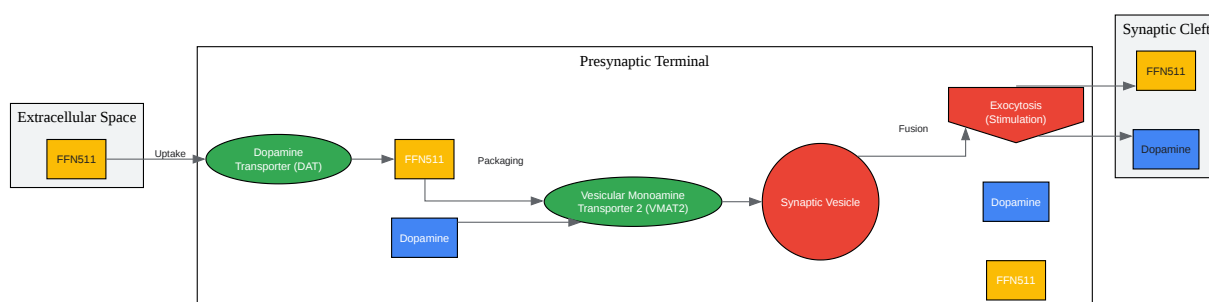 Synaptic Cleft
FFN511
Dopamine
Presynaptic Terminal
Exocytosis
(Stimulation)
Fusion
Extracellular Space
FFN511
Uptake
Dopamine
Transporter (DAT)
FFN511
Packaging
Vesicular Monoamine
Transporter 2 (VMAT2)
Dopamine
Synaptic Vesicle
Dopamine
FFN511